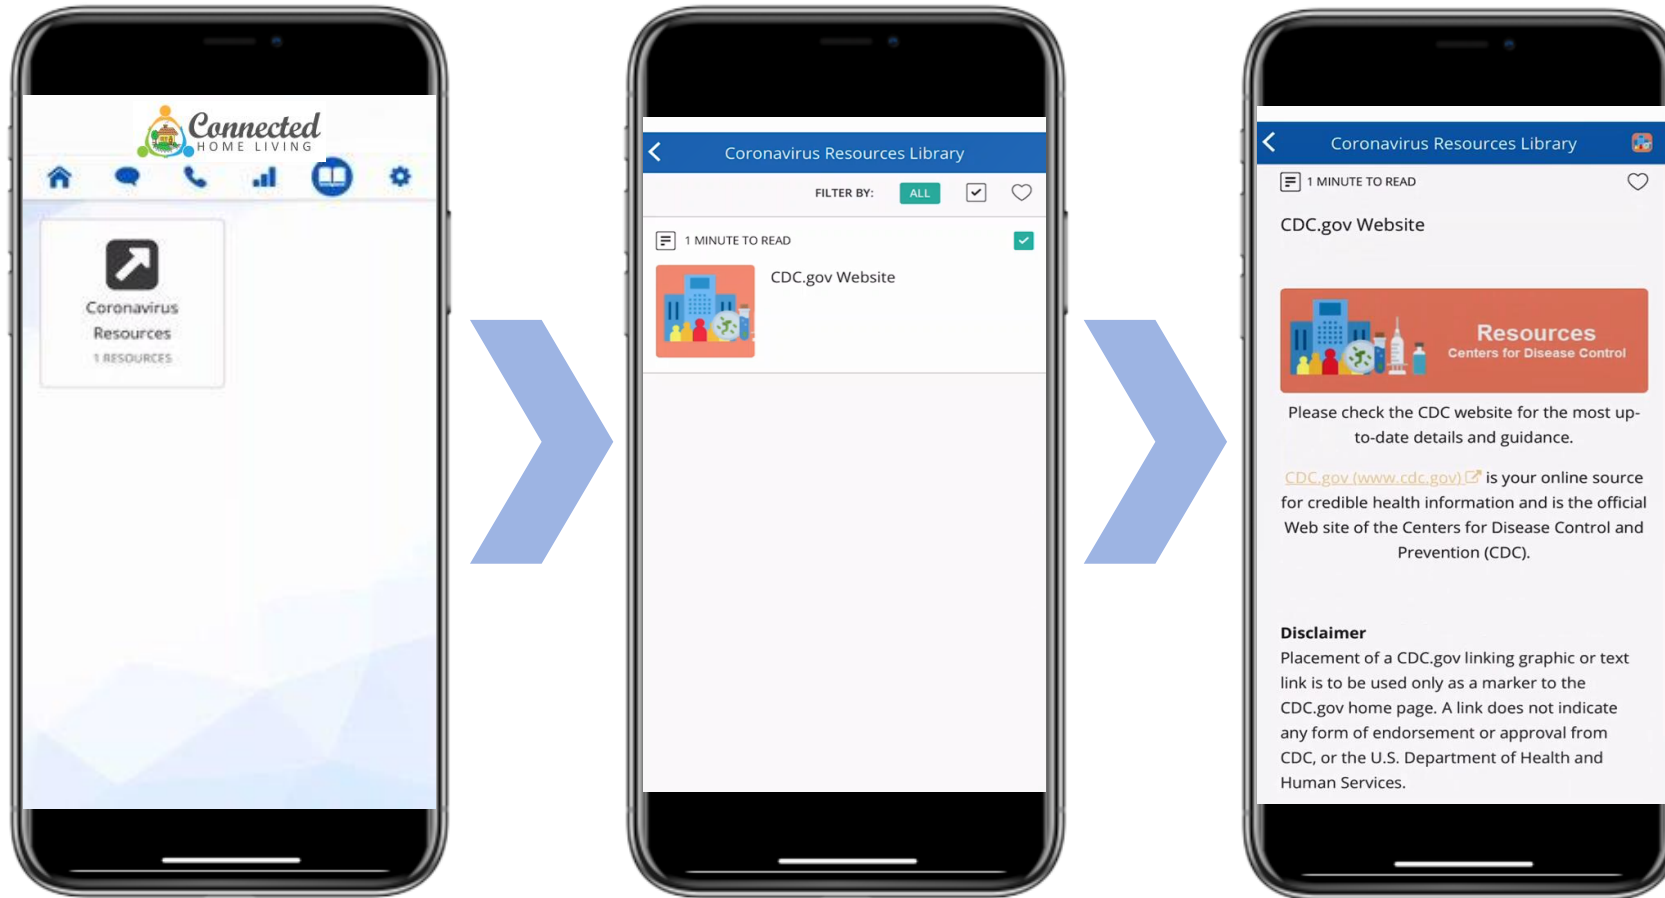 Connected
HOME LIVING
Coronavirus
Resources
1 RESOURCES
Coronavirus Resources Library
FILTER BY: ALL
1 MINUTE TO READ
CDC.gov Website
Coronavirus Resources Library
1 MINUTE TO READ
CDC.gov Website
Resources
Centers for Disease Control
Please check the CDC website for the most up-
to-date details and guidance.
CDC.gov (www.cdc.gov) is your online source
for credible health information and is the official
Web site of the Centers for Disease Control and
Prevention (CDC).
Disclaimer
Placement of a CDC.gov linking graphic or text
link is to be used only as a marker to the
CDC.gov home page. A link does not indicate
any form of endorsement or approval from
CDC, or the U.S. Department of Health and
Human Services.